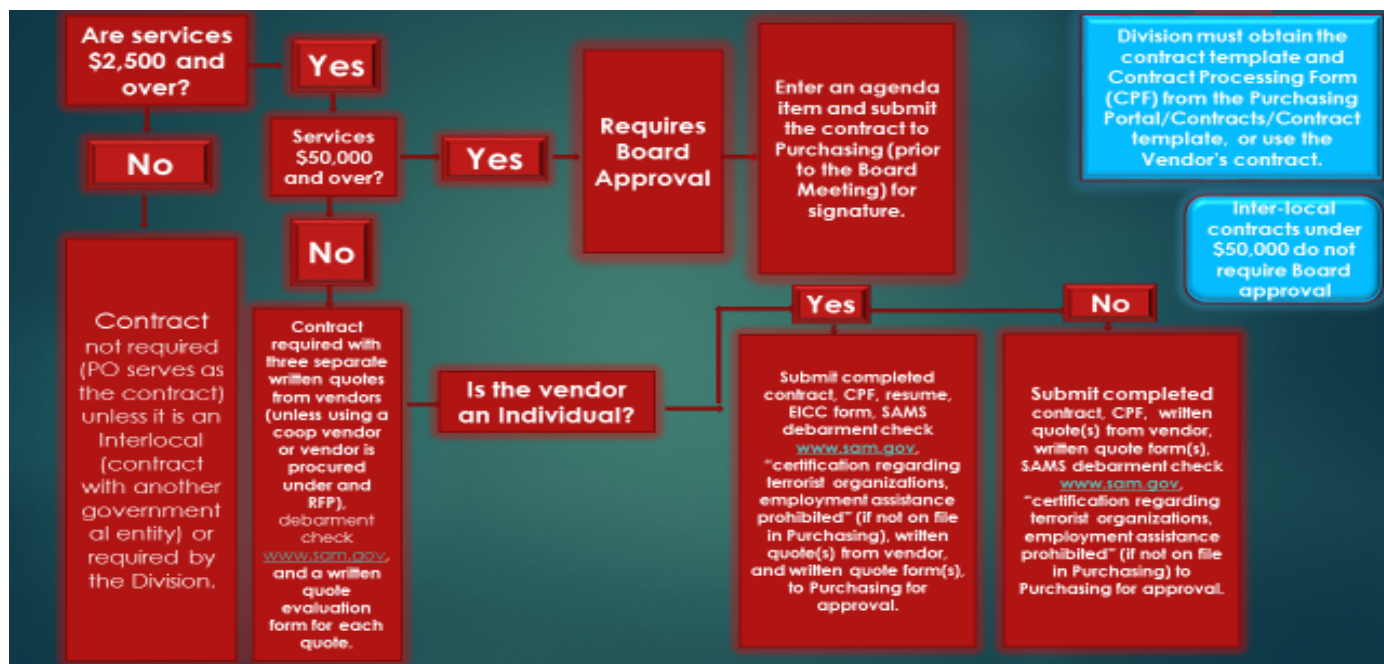 Are services
$2,500 and
over?
Yes
No
Services
$50,000
and over?
Yes
No
Requires
Board
Approval
Enter an agenda
item and submit
the contract to
Purchasing (prior
to the Board
Meeting) for
signature.
Division must obtain the
contract template and
Contract Processing Form
(CPF) from the Purchasing
Portal/Contracts/Contract
template, or use the
Vendor's contract.
Inter-local
contracts under
$50,000 do not
require Board
approval
Contract
not required
(PO serves as
the contract)
unless it is an
Interlocal
(contract
with another
government
al entity) or
required by
the Division.
Contract
required with
three separate
written quotes
from vendors
(unless using a
coop vendor
or vendor is
procured
under and
RFP),
debarment
check
www.sam.gov,
and a written
quote
evaluation
form for each
quote.
Is the vendor
an Individual?
Yes
No
Submit completed
contract, CPF, resume,
EICC form, SAMS
debarment check
www.sam.gov,
"certification regarding
terrorist organizations,
employment assistance
prohibited" (if not on file
in Purchasing), written
quote(s) from vendor,
and written quote form(s),
to Purchasing for
approval.
Submit completed
contract, CPF, written
quote(s) from vendor,
written quote form(s),
SAMS debarment check
www.sam.gov,
"certification regarding
terrorist organizations,
employment assistance
prohibited" (if not on file
in Purchasing) to
Purchasing for approval.